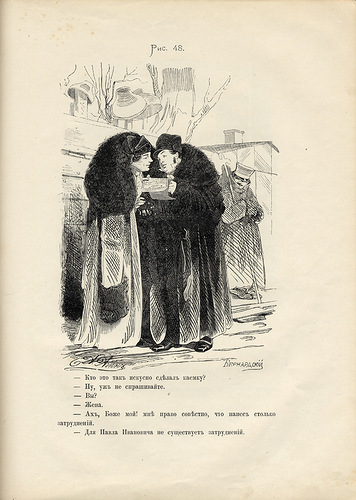 Рис. 48.
Бернардскій
— Кто это такъ искусно сдѣлалъ каемку?
— Ну, ужъ не спрашивайте.
— Вы?
— Жена.
— Ахъ, Боже мой! мнѣ право совѣстно, что нанесъ столько
затрудненій.
— Для Павла Ивановича не существуетъ затрудненій.